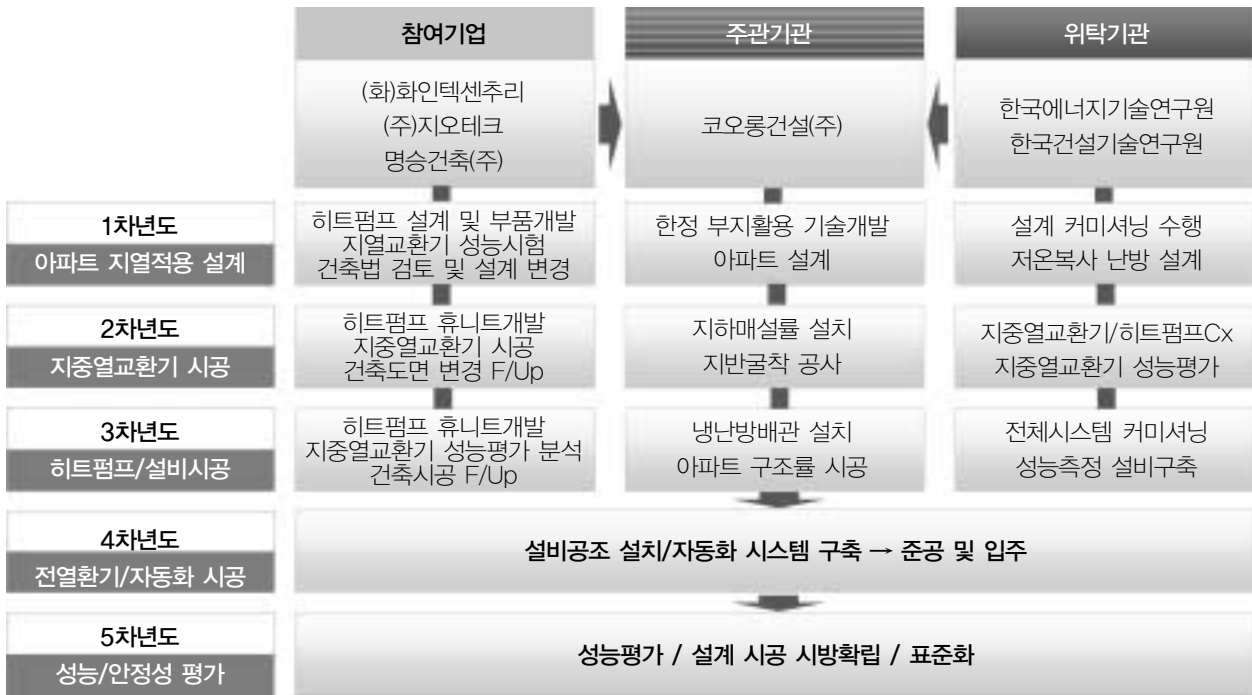 참여기업
주관기관
위탁기관
(화)화인텍센추리
(주)지오테크
명승건축(주)
코오롱건설(주)
한국에너지기술연구원
한국건설기술연구원
1차년도
아파트 지열적용 설계
히트펌프 설계 및 부품개발
지열교환기 성능시험
건축법 검토 및 설계 변경
한정 부지활용 기술개발
아파트 설계
설계 커미셔닝 수행
저온복사 난방 설계
2차년도
지중열교환기 시공
히트펌프 휴니트개발
지중열교환기 시공
건축도면 변경 F/Up
지하매설률 설치
지반굴착 공사
지중열교환기/히트펌프Cx
지중열교환기 성능평가
3차년도
히트펌프/설비시공
히트펌프 휴니트개발
지중열교환기 성능평가 분석
건축시공 F/Up
냉난방배관 설치
아파트 구조률 시공
전체시스템 커미셔닝
성능측정 설비구축
4차년도
전열환기/자동화 시공
설비공조 설치/자동화 시스템 구축 → 준공 및 입주
5차년도
성능/안정성 평가
성능평가 / 설계 시공 시방확립 / 표준화